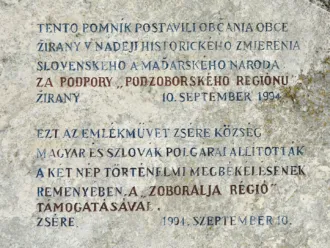 TENTO POMNÍK POSTAVILI OBČANIA OBCE
ŽIRANY V NÁDEJI HISTORICKÉHO ZMIERENIA
SLOVENSKÉHO A MAĎARSKÉHO NÁRODA
ZA PODPORY „PODZOBORSKÉHO REGIÓNU"
ŽIRANY 10. SEPTEMBER 1994.
EZT AZ EMLÉKMŰVET ZSÉRE KÖZSÉG
MAGYAR ÉS SZLOVÁK POLGÁRAI ÁLLÍTOTTÁK
A KÉT NÉP TÖRTÉNELMI MEGBÉKÉLÉSÉNEK
REMÉNYÉBEN, A „ZOBORALJA RÉGIÓ"
TÁMOGATÁSÁVAL.
ZSÉRE, 1994. SZEPTEMBER 10.